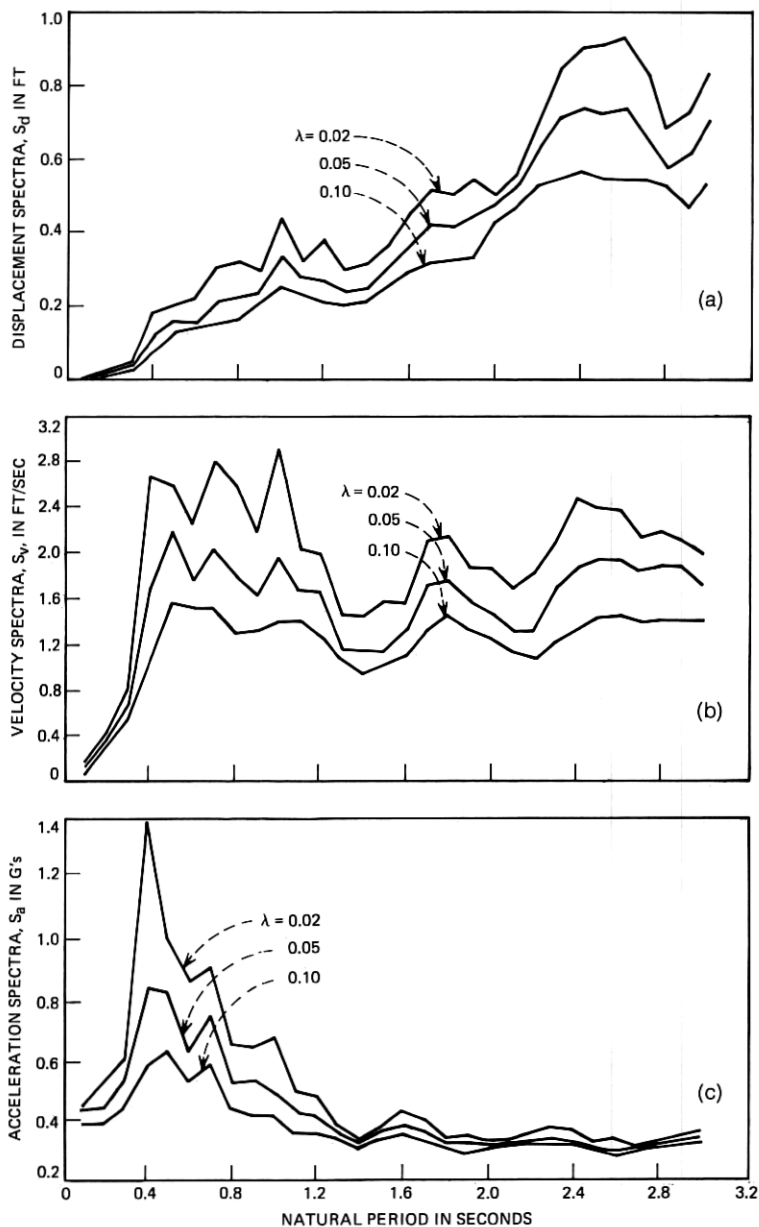 1.0
0.8
0.6
0.4
0.2
0
DISPLACEMENT SPECTRA, Sd IN FT
λ = 0.02
0.05
0.10
(a)
3.2
2.8
2.4
2.0
1.6
1.2
0.8
0.4
0
VELOCITY SPECTRA, Sv, IN FT/SEC
λ = 0.02
0.05
0.10
(b)
1.4
1.2
1.0
0.8
0.6
0.4
0.2
ACCELERATION SPECTRA, Sa IN G's
λ = 0.02
0.05
0.10
(c)
0 0.4 0.8 1.2 1.6 2.0 2.4 2.8 3.2
NATURAL PERIOD IN SECONDS